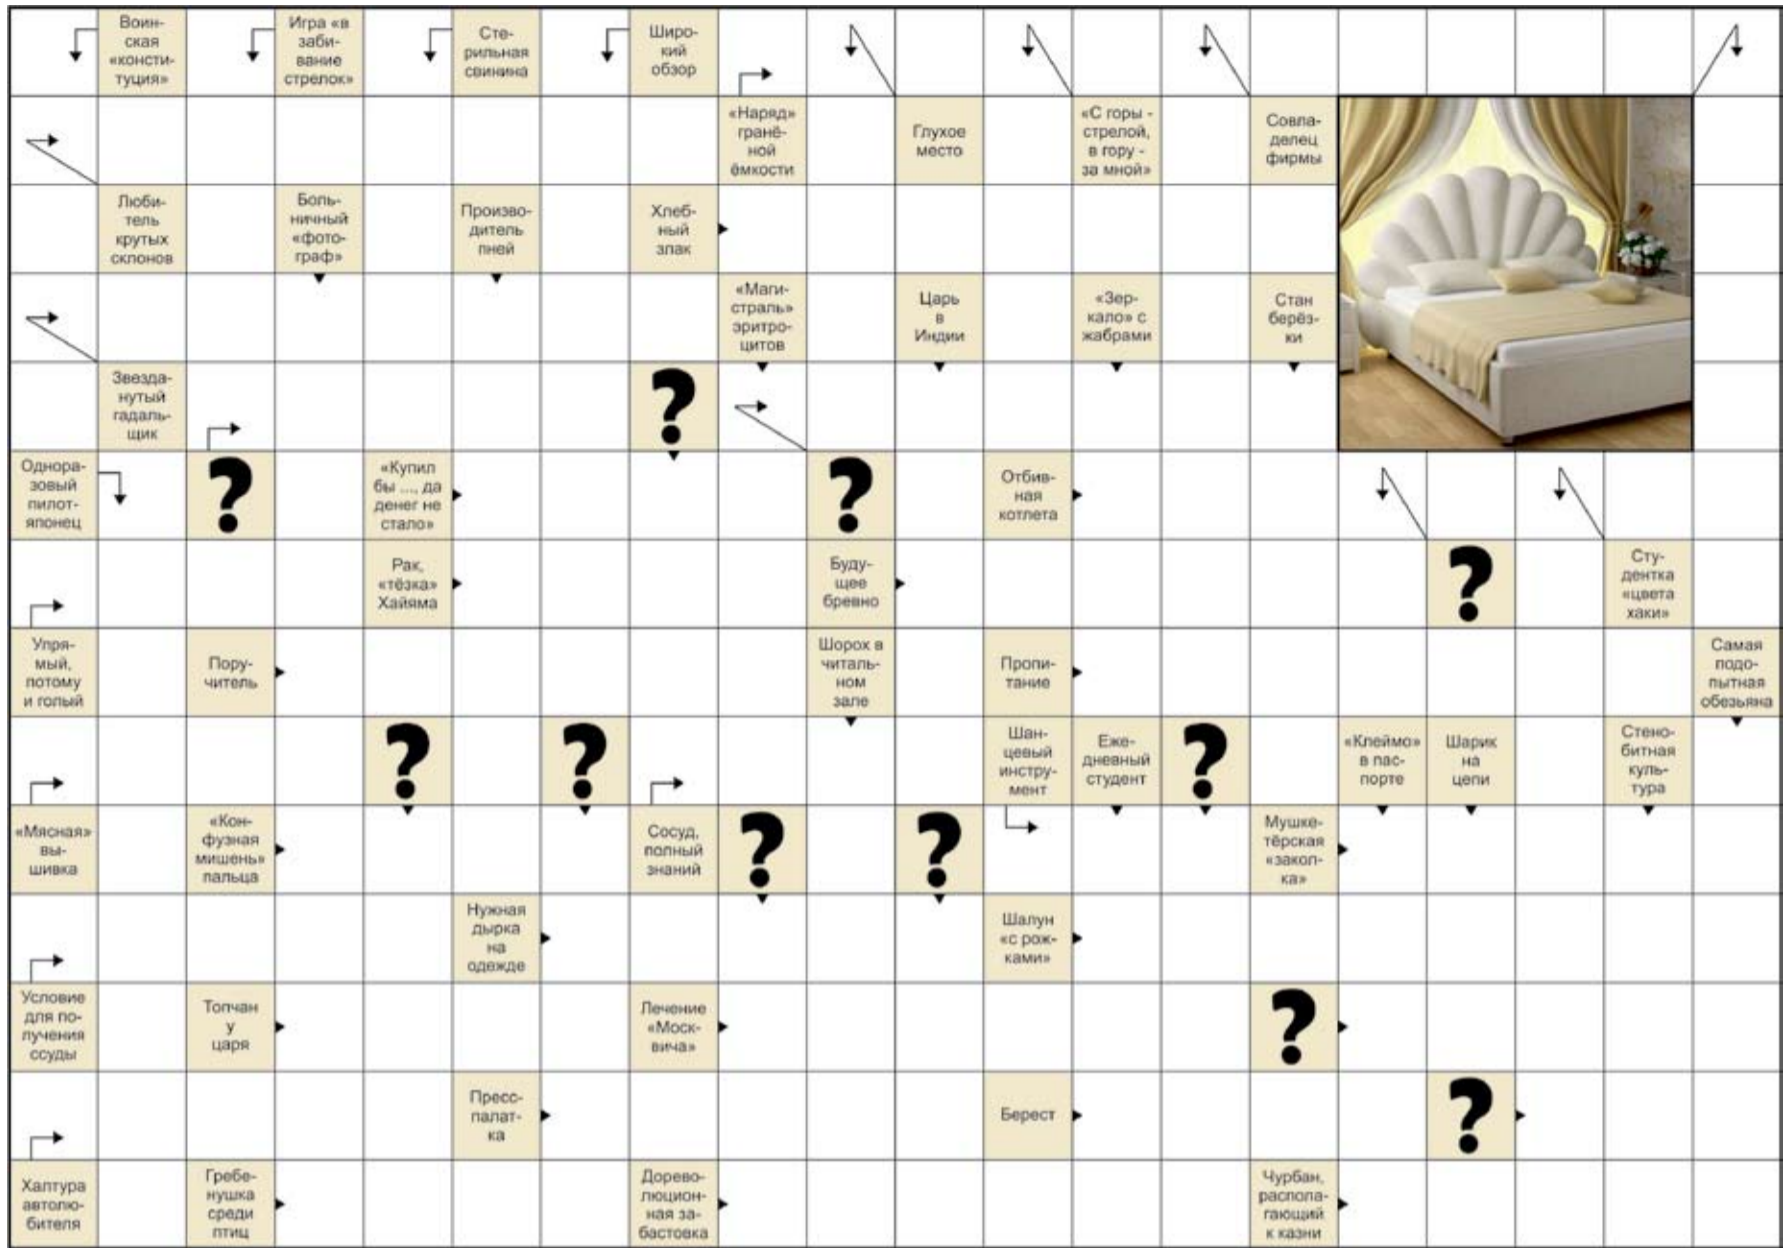 Воин-
ская
«консти-
туция»
Игра «в
заби-
вание
стрелок»
Сте-
рильная
свинина
Широ-
кий
обзор
«Наряд»
гранё-
ной
ёмкости
Глухое
место
«С горы -
стрелой,
в гору -
за мной»
Совла-
делец
фирмы
Люби-
тель
крутых
склонов
Боль-
ничный
«фото-
граф»
Произво-
дитель
пней
Хлеб-
ный
злак
«Маги-
страль»
эритро-
цитов
Царь
в
Индии
«Зер-
кало» с
жабрами
Стан
берёз-
ки
Звезда-
нутый
гадаль-
щик
?
Однора-
зовый
пилот-
японец
?
«Купил
бы ..., да
денег не
стало»
?
Отбив-
ная
котлета
Рак,
«тёзка»
Хайяма
Буду-
щее
бревно
?
Сту-
дентка
«цвета
хаки»
Упря-
мый,
потому
и голый
Пору-
читель
Шорох в
читаль-
ном
зале
Пропи-
тание
Самая
подо-
пытная
обезьяна
?
?
Шан-
цевый
инстру-
мент
Еже-
дневный
студент
?
«Клеймо»
в пас-
порте
Шарик
на
цепи
Стено-
битная
куль-
тура
«Мясная»
вы-
шивка
«Кон-
фузная
мишень»
пальца
Сосуд,
полный
знаний
?
?
Мушке-
тёрская
«закол-
ка»
Нужная
дырка
на
одежде
Шалун
«с рож-
ками»
Условие
для по-
лучения
ссуды
Топчан
у
царя
Лечение
«Моск-
вича»
?
Пресс-
палат-
ка
Берест
?
Халтура
автолю-
бителя
Гребе-
нушка
среди
птиц
Дорево-
люцион-
ная за-
бастовка
Чурбан,
распола-
гающий
к казни